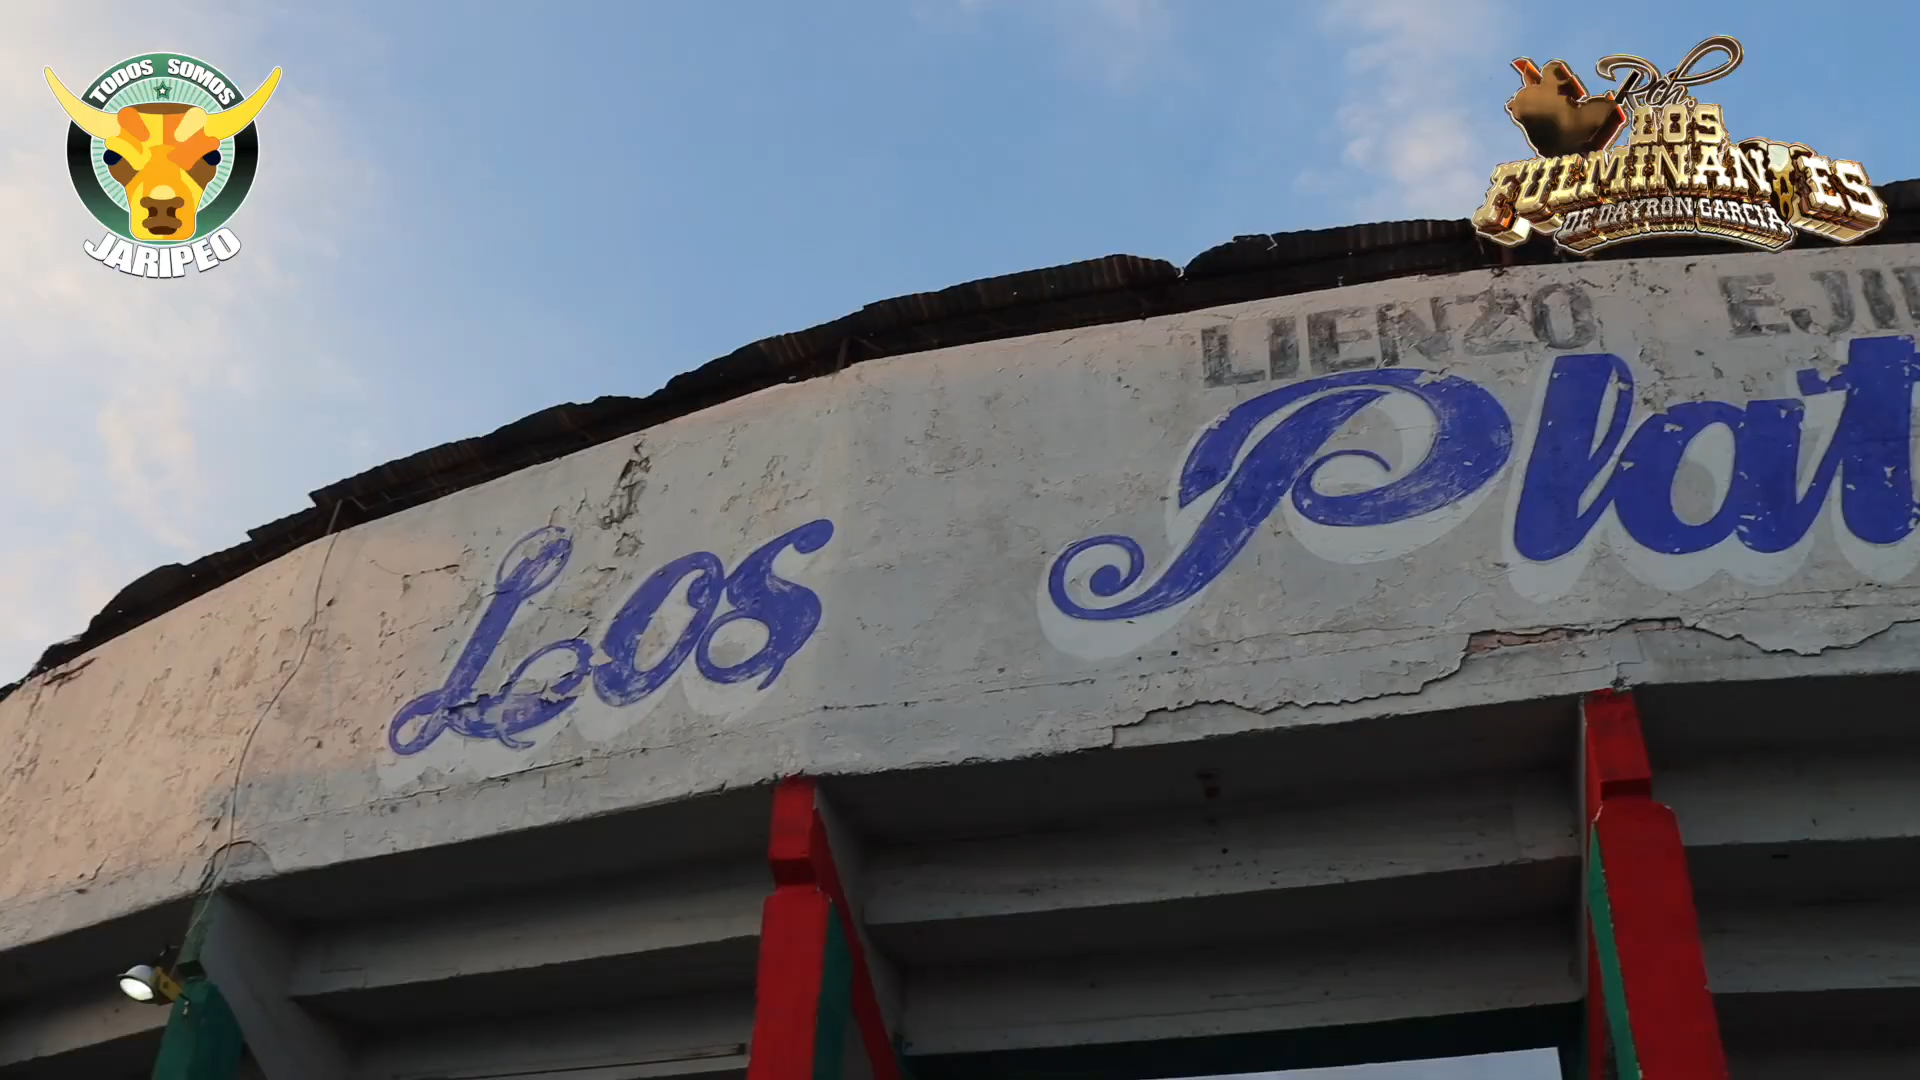 TODOS SOMOS
JARIPEO
Rch.
LOS
FULMINANTES
DE DAYRON GARCIA
LIENZO
Los